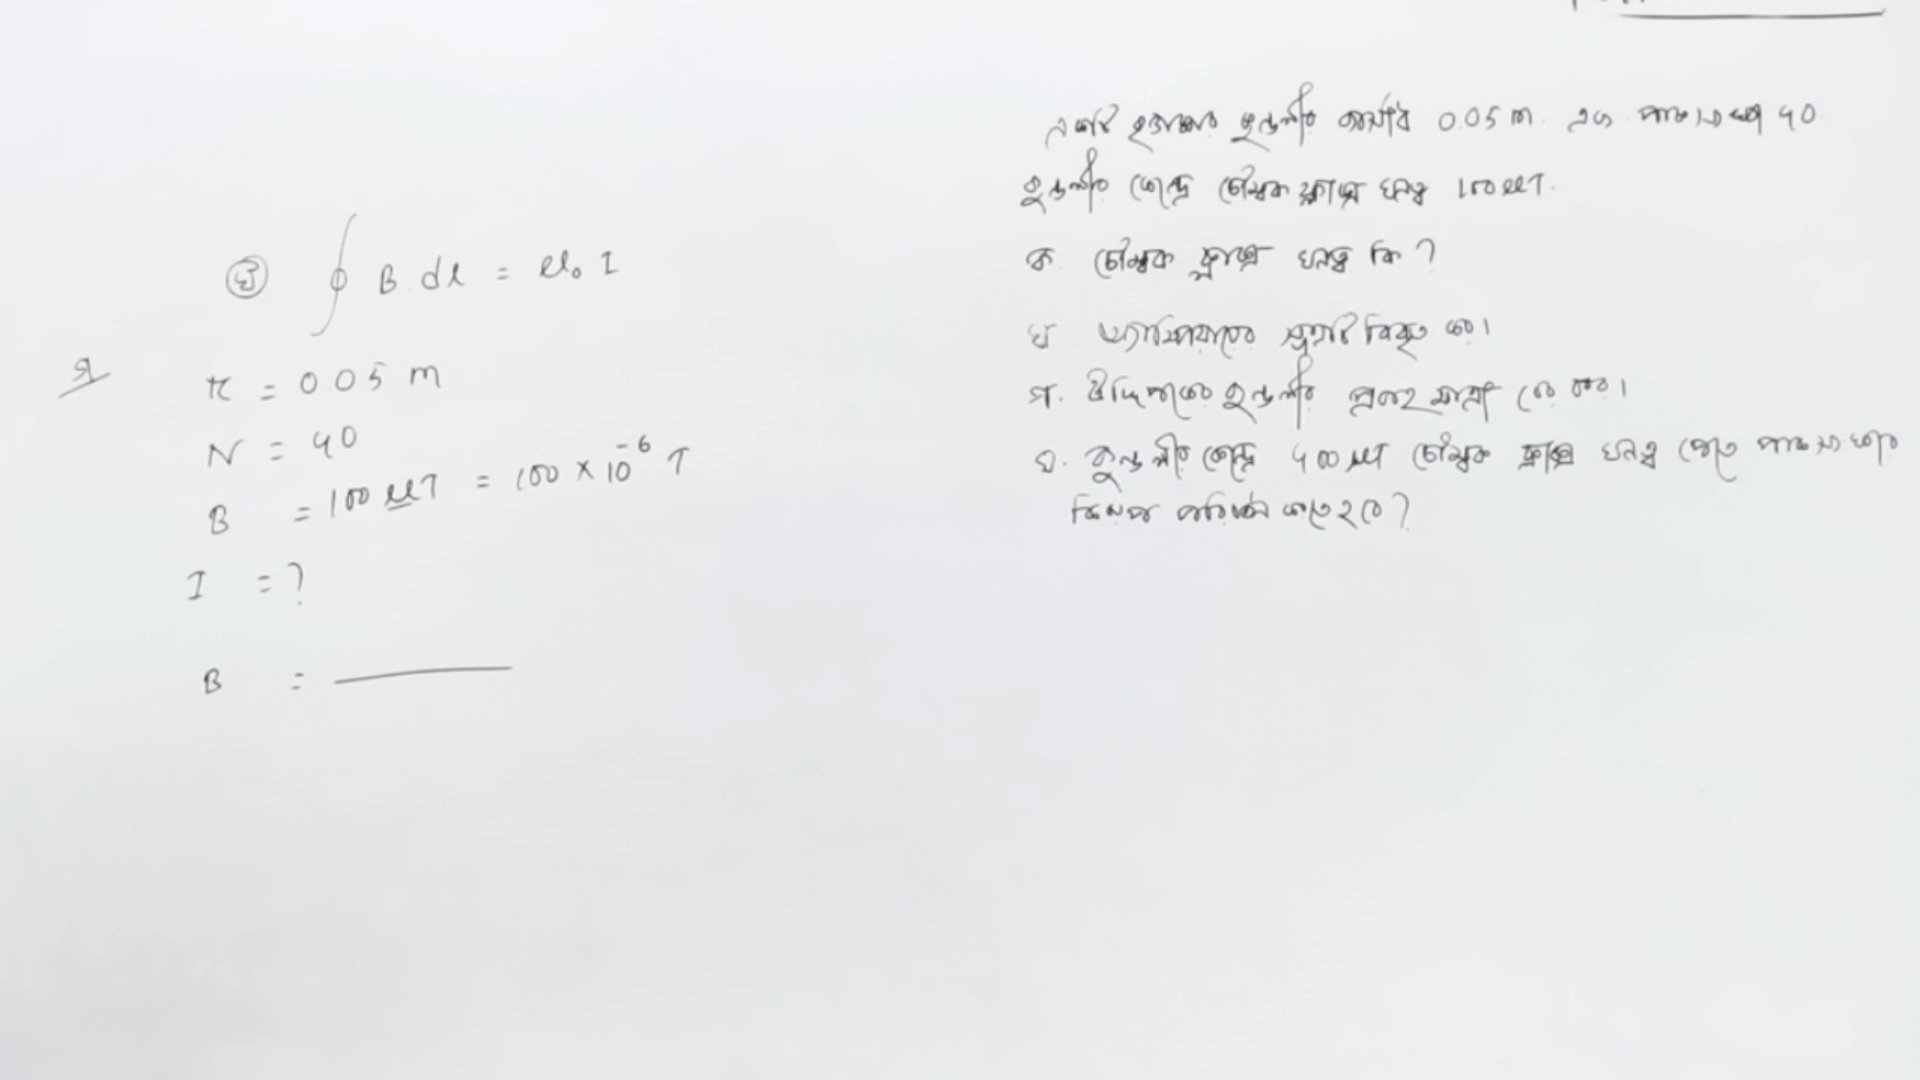 একটি বৃত্তাকার কুন্ডলীর ব্যাসার্ধ 0.05 m. এবং পাকসংখ্যা 40
কুন্ডলীর কেন্দ্রে চৌম্বক ফ্লাক্স ঘনত্ব 100 μT.
ক. চৌম্বক ফ্লাক্স ঘনত্ব কি ?
খ অ্যাম্পিয়ারের সূত্রটি বিবৃত কর।
গ. উদ্দিপকের কুন্ডলীর প্রবাহ মাত্রা বের কর।
ঘ. কুন্ডলীর কেন্দ্রে 400 μT চৌম্বক ফ্লাক্স ঘনত্ব পেতে পাকসংখ্যার
কিরূপ পরিবর্তন করতে হবে ?
খ ∮ B. dl = μ₀ I
গ
r = 0.05 m
N = 40
B = 100 μT = 100 × 10⁻⁶ T
I = ?
B =